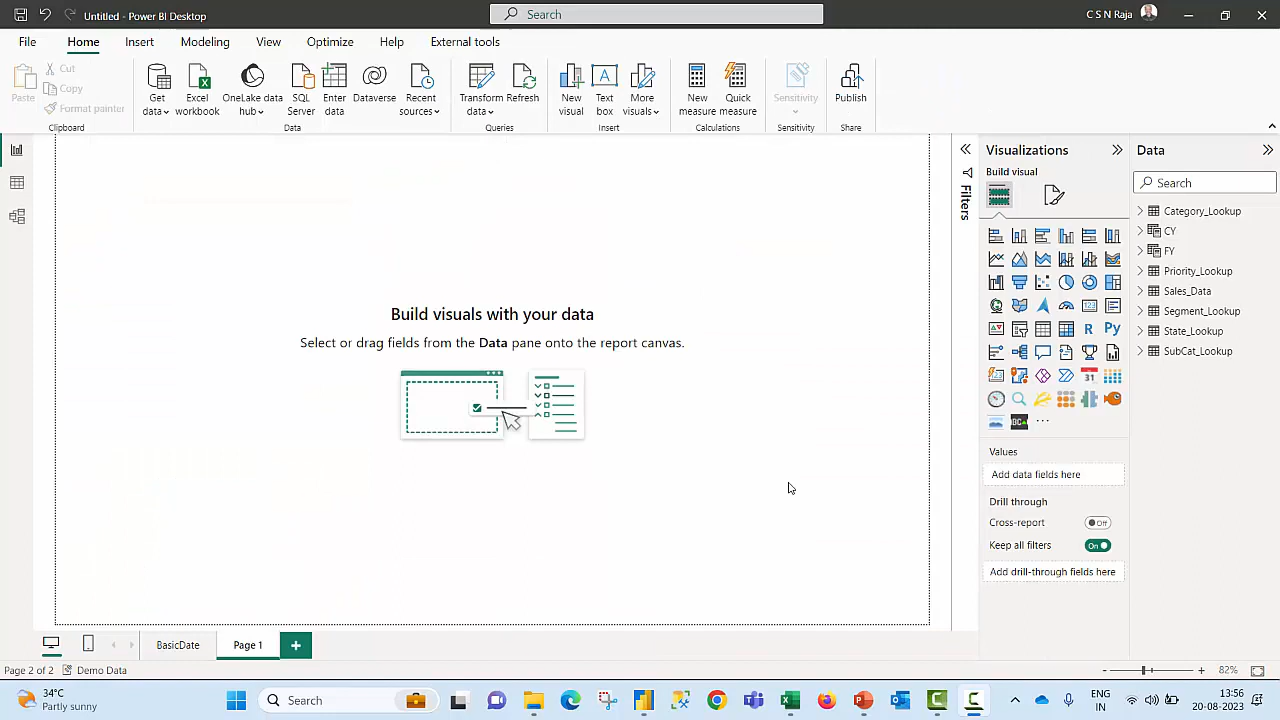 Untitled - Power BI Desktop
Search
C S N Raja
File Home Insert Modeling View Optimize Help External tools
Paste
Cut
Copy
Format painter
Clipboard
Get data
Excel workbook
OneLake data hub
SQL Server
Enter data
Dataverse
Recent sources
Data
Transform data
Refresh
Queries
New visual
Text box
More visuals
Insert
New measure
Quick measure
Calculations
Sensitivity
Sensitivity
Publish
Share
Build visuals with your data
Select or drag fields from the Data pane onto the report canvas.
Filters
Visualizations
Build visual
R
Py
123
Values
Add data fields here
Drill through
Cross-report
Off
Keep all filters
On
Add drill-through fields here
Data
Search
Category_Lookup
CY
FY
Priority_Lookup
Sales_Data
Segment_Lookup
State_Lookup
SubCat_Lookup
BasicDate
Page 1
Page 2 of 2
Demo Data
82%
34°C
Partly sunny
Search
ENG
IN
13:56
20-08-2023